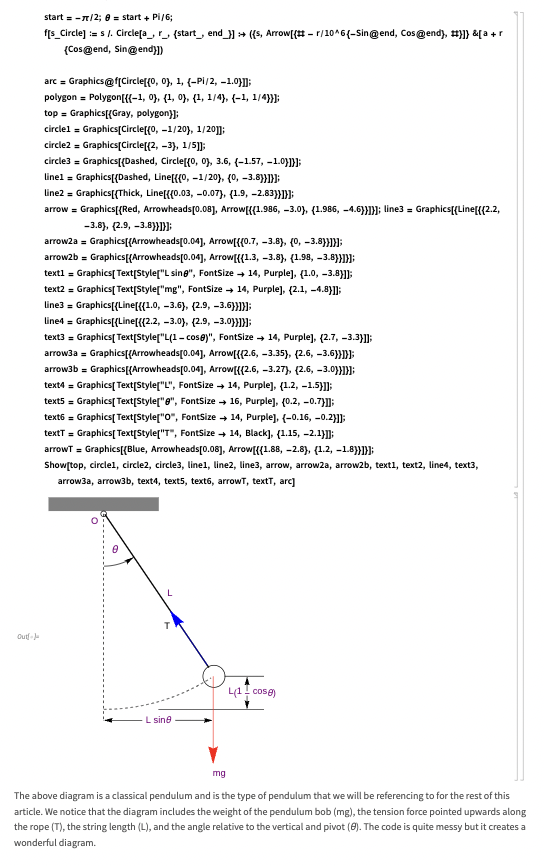 start = -π/2; θ = start + Pi/6;
f[s_Circle] := s /. Circle[a_, r_, {start_, end_}] :> ({s, Arrow[{## - r/10^6{-Sin@end, Cos@end}, ##}]} &[a + r
{Cos@end, Sin@end}])
arc = Graphics@f[Circle[{0, 0}, 1, {-Pi/2, -1.0}]];
polygon = Polygon[{{-1, 0}, {1, 0}, {1, 1/4}, {-1, 1/4}}];
top = Graphics[{Gray, polygon}];
circle1 = Graphics[Circle[{0, -1/20}, 1/20]];
circle2 = Graphics[Circle[{2, -3}, 1/5]];
circle3 = Graphics[{Dashed, Circle[{0, 0}, 3.6, {-1.57, -1.0}]}];
line1 = Graphics[{Dashed, Line[{{0, -1/20}, {0, -3.8}}]}];
line2 = Graphics[{Thick, Line[{{0.03, -0.07}, {1.9, -2.83}}]}];
arrow = Graphics[{Red, Arrowheads[0.08], Arrow[{{1.986, -3.0}, {1.986, -4.6}}]}]; line3 = Graphics[{Line[{{2.2,
-3.8}, {2.9, -3.8}}]}];
arrow2a = Graphics[{Arrowheads[0.04], Arrow[{{0.7, -3.8}, {0, -3.8}}]}];
arrow2b = Graphics[{Arrowheads[0.04], Arrow[{{1.3, -3.8}, {1.98, -3.8}}]}];
text1 = Graphics[ Text[Style["L sinθ", FontSize → 14, Purple], {1.0, -3.8}]];
text2 = Graphics[ Text[Style["mg", FontSize → 14, Purple], {2.1, -4.8}]];
line3 = Graphics[{Line[{{1.0, -3.6}, {2.9, -3.6}}]}];
line4 = Graphics[{Line[{{2.2, -3.0}, {2.9, -3.0}}]}];
text3 = Graphics[ Text[Style["L(1 - cosθ)", FontSize → 14, Purple], {2.7, -3.3}]];
arrow3a = Graphics[{Arrowheads[0.04], Arrow[{{2.6, -3.35}, {2.6, -3.6}}]}];
arrow3b = Graphics[{Arrowheads[0.04], Arrow[{{2.6, -3.27}, {2.6, -3.0}}]}];
text4 = Graphics[ Text[Style["L", FontSize → 14, Purple], {1.2, -1.5}]];
text5 = Graphics[ Text[Style["θ", FontSize → 16, Purple], {0.2, -0.7}]];
text6 = Graphics[ Text[Style["O", FontSize → 14, Purple], {-0.16, -0.2}]];
textT = Graphics[ Text[Style["T", FontSize → 14, Black], {1.15, -2.1}]];
arrowT = Graphics[{Blue, Arrowheads[0.08], Arrow[{{1.88, -2.8}, {1.2, -1.8}}]}];
Show[top, circle1, circle2, circle3, line1, line2, line3, arrow, arrow2a, arrow2b, text1, text2, line4, text3,
arrow3a, arrow3b, text4, text5, text6, arrowT, textT, arc]
O
θ
L
T
Out[-]=
L(1 - cosθ)
L sinθ
mg
The above diagram is a classical pendulum and is the type of pendulum that we will be referencing to for the rest of this
article. We notice that the diagram includes the weight of the pendulum bob (mg), the tension force pointed upwards along
the rope (T), the string length (L), and the angle relative to the vertical and pivot (θ). The code is quite messy but it creates a
wonderful diagram.